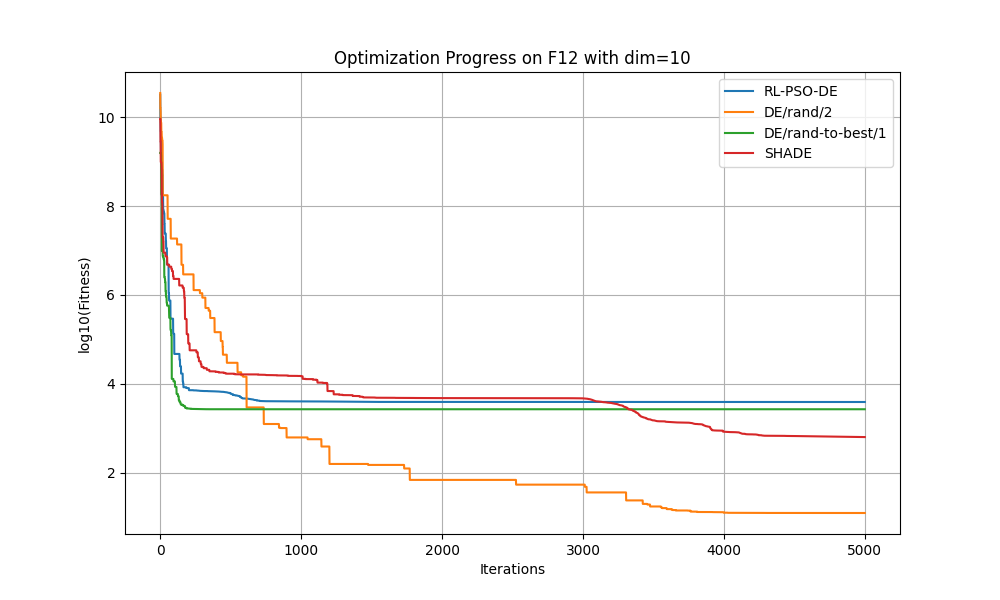 Optimization Progress on F12 with dim=10
log10(Fitness)
10
8
6
4
2
RL-PSO-DE
DE/rand/2
DE/rand-to-best/1
SHADE
0 1000 2000 3000 4000 5000
Iterations